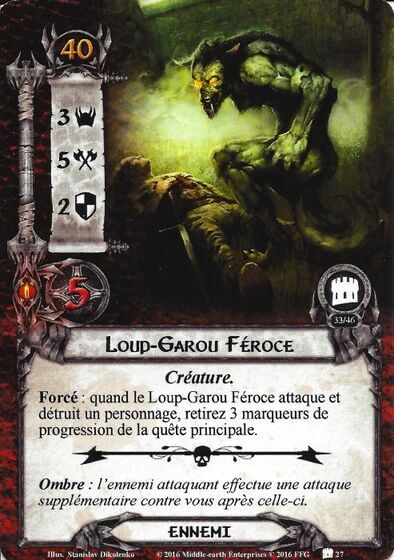 40
3
5
2
5
33/46
Loup-Garou Féroce
Créature.
Forcé : quand le Loup-Garou Féroce attaque et
détruit un personnage, retirez 3 marqueurs de
progression de la quête principale.
Ombre : l'ennemi attaquant effectue une attaque
supplémentaire contre vous après celle-ci.
ENNEMI
Illus. Stanislav Dikolenko © 2016 Middle-earth Enterprises © 2016 FFG 27